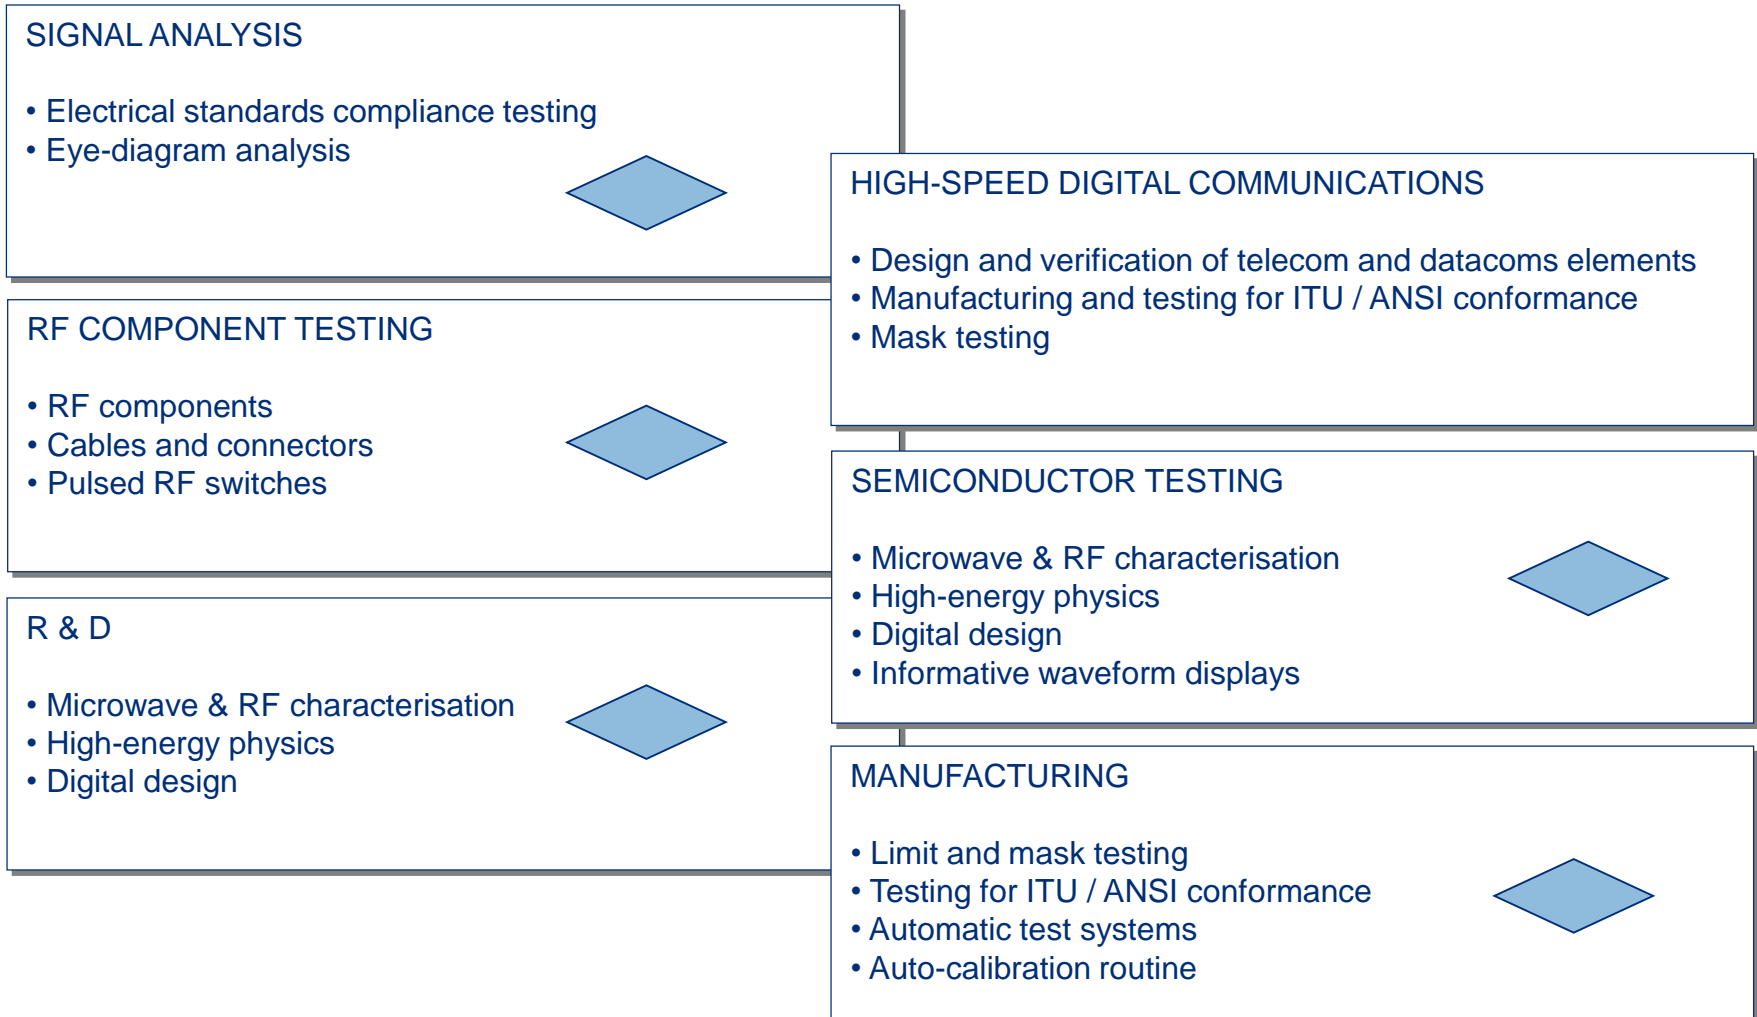 SIGNAL ANALYSIS
• Electrical standards compliance testing
• Eye-diagram analysis
HIGH-SPEED DIGITAL COMMUNICATIONS
• Design and verification of telecom and datacoms elements
• Manufacturing and testing for ITU / ANSI conformance
• Mask testing
RF COMPONENT TESTING
• RF components
• Cables and connectors
• Pulsed RF switches
SEMICONDUCTOR TESTING
• Microwave & RF characterisation
• High-energy physics
• Digital design
• Informative waveform displays
R & D
• Microwave & RF characterisation
• High-energy physics
• Digital design
MANUFACTURING
• Limit and mask testing
• Testing for ITU / ANSI conformance
• Automatic test systems
• Auto-calibration routine